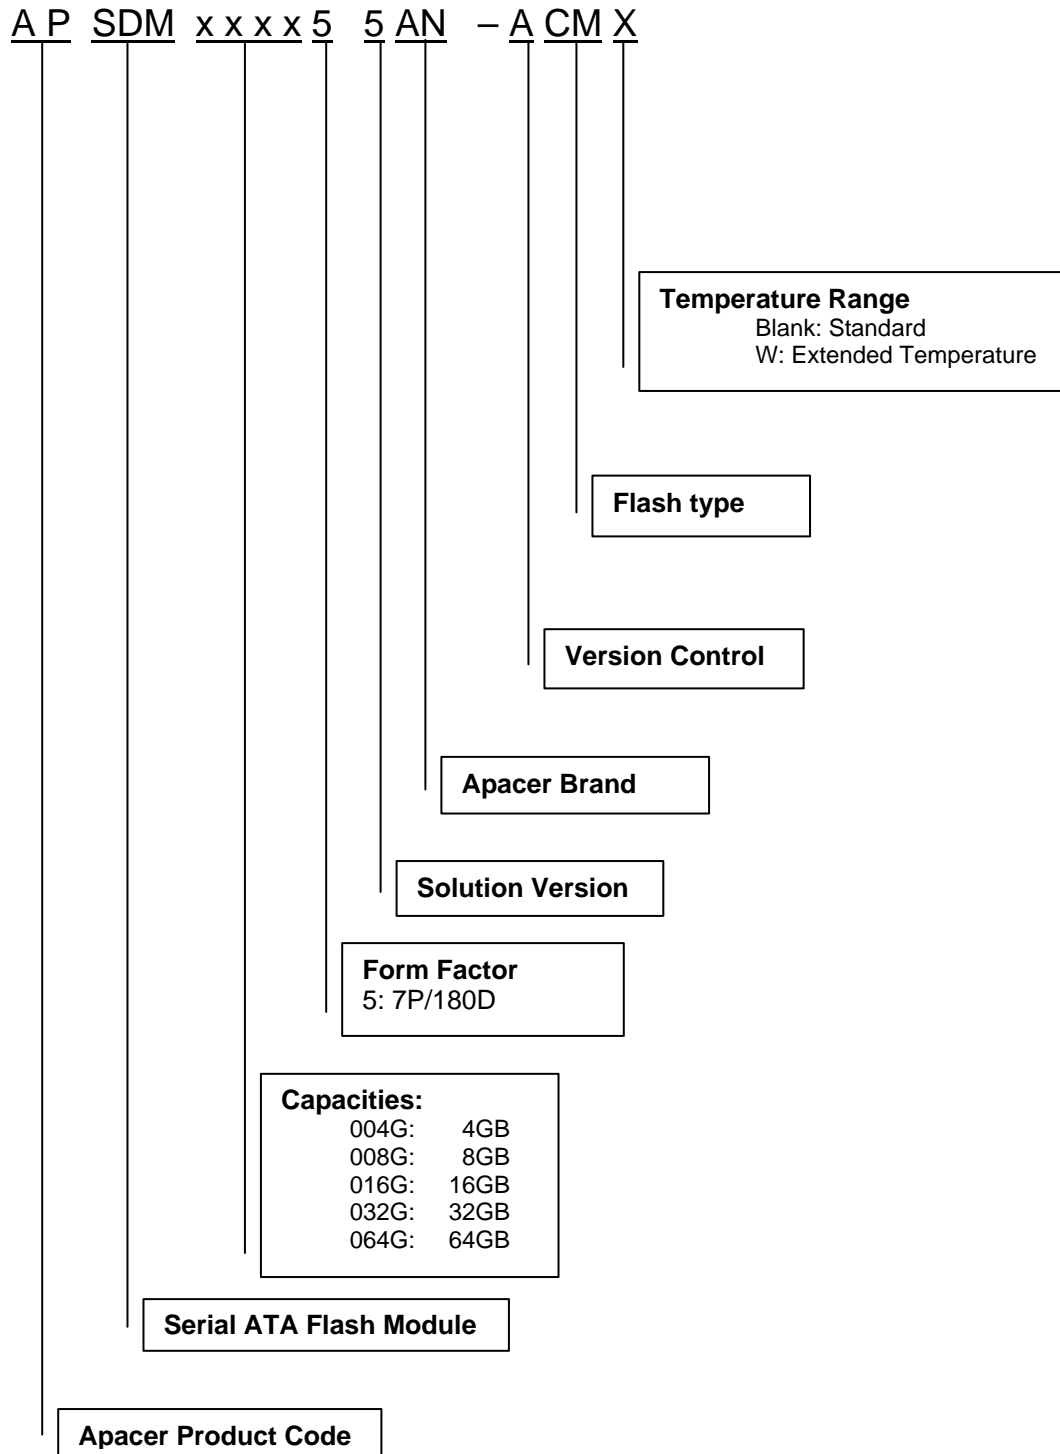 A P SDM x x x x 5 5 AN – A CM X
Temperature Range
Blank: Standard
W: Extended Temperature
Flash type
Version Control
Apacer Brand
Solution Version
Form Factor
5: 7P/180D
Capacities:
004G: 4GB
008G: 8GB
016G: 16GB
032G: 32GB
064G: 64GB
Serial ATA Flash Module
Apacer Product Code